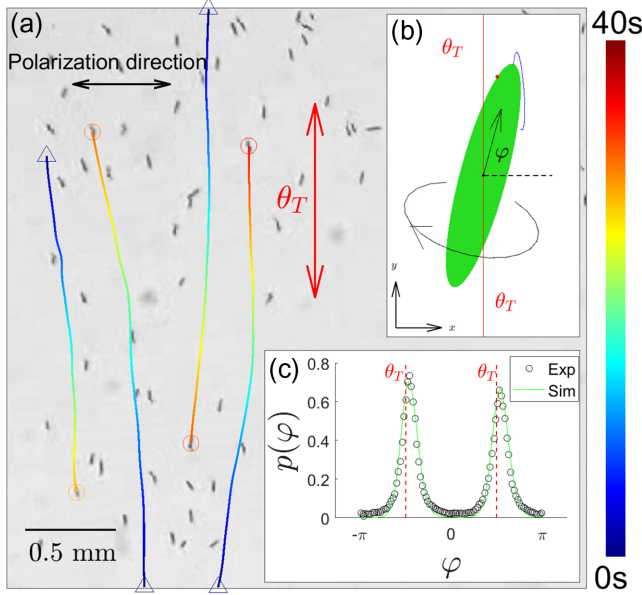 (a)
Polarization direction
θ_T
0.5 mm
(b)
θ_T
φ
θ_T
y
x
(c)
0.8
0.6
0.4
0.2
0
p(φ)
θ_T
θ_T
Exp
Sim
-π
0
π
φ
40s
0s